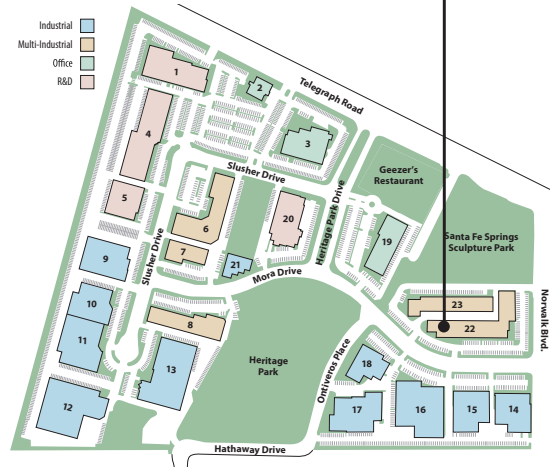 Industrial
Multi-Industrial
Office
R&D
1
2
Telegraph Road
3
4
Slusher Drive
Geezer's
Restaurant
5
6
20
Heritage Park Drive
19
Santa Fe Springs
Sculpture Park
7
9
Slusher Drive
21
Mora Drive
10
8
23
22
Norwalk Blvd.
11
13
Heritage
Park
Ontiveros Place
18
12
17
16
15
14
Hathaway Drive